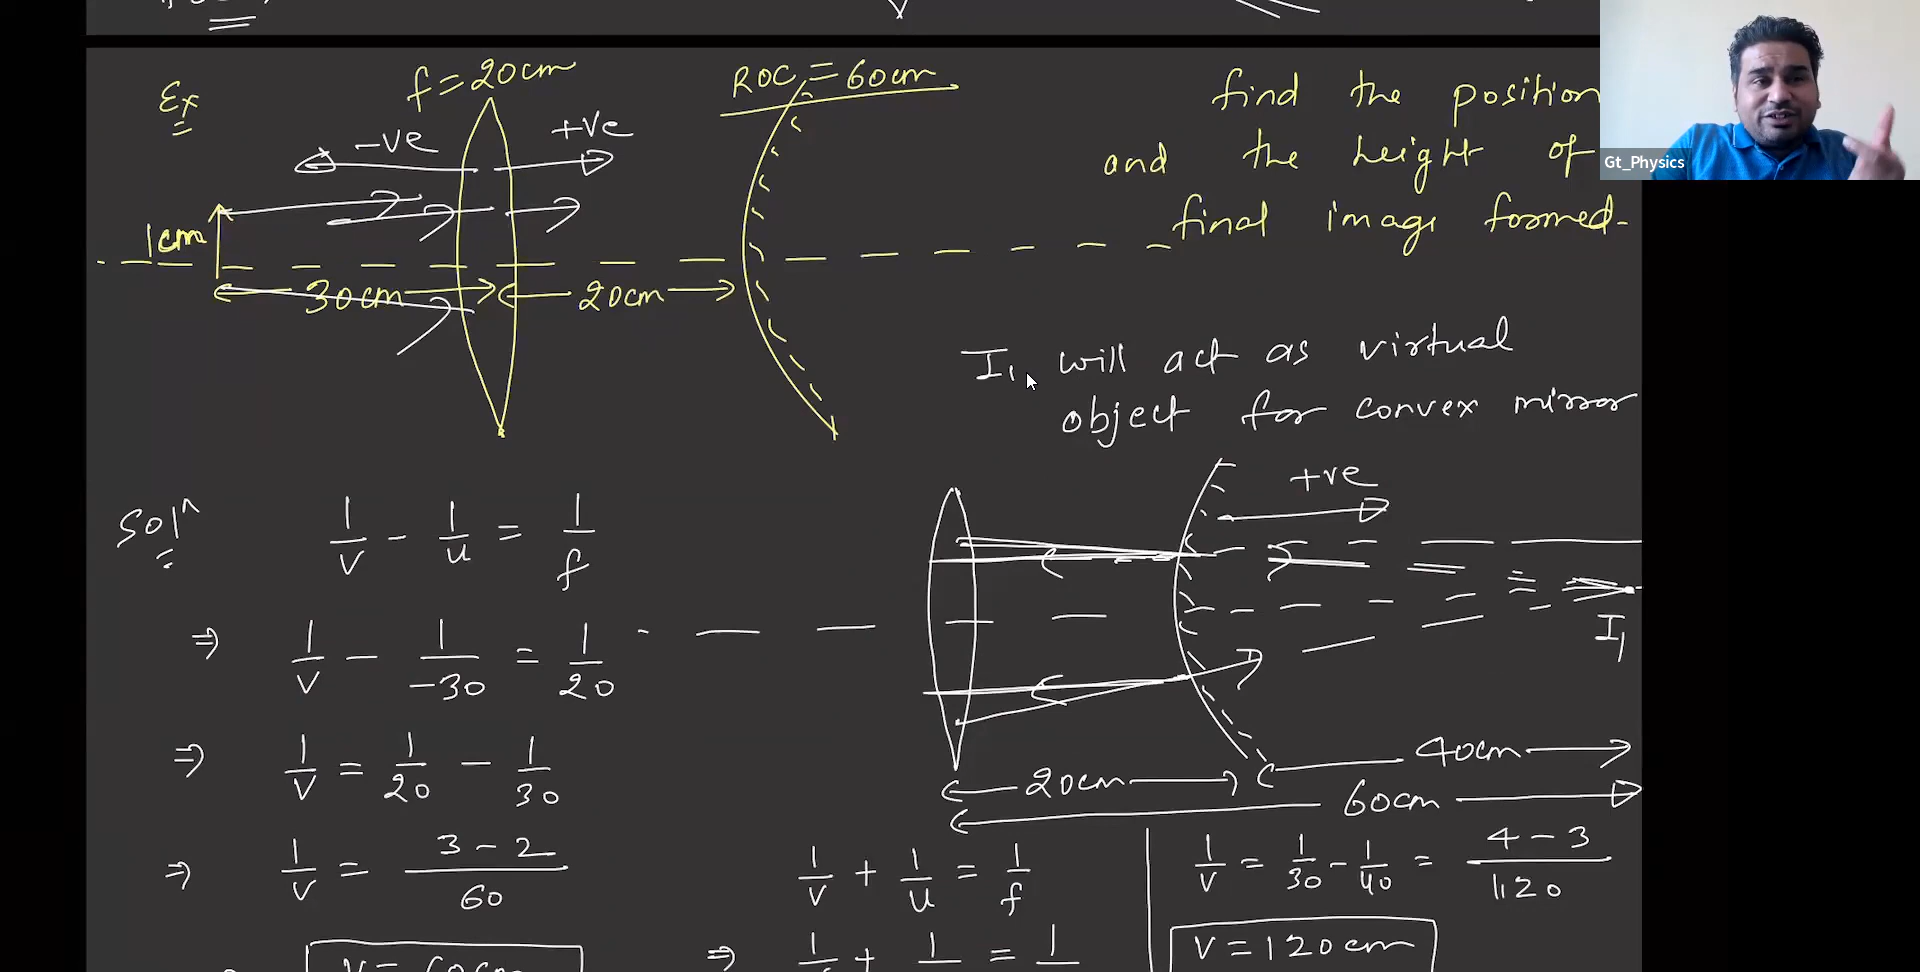 Ex
f = 20cm
ROC = 60cm
-ve
+ve
1cm
30cm
20cm
find the position
and the height of
final image formed-
Gt_Physics
I₁ will act as virtual
object for convex mirror
Solⁿ
1/v - 1/u = 1/f
⇒ 1/v - 1/-30 = 1/20
⇒ 1/v = 1/20 - 1/30
⇒ 1/v = 3-2/60
+ve
I₁
20cm
40cm
60cm
1/v + 1/u = 1/f
1/v = 1/30 - 1/40 = 4-3/120
v = 120cm